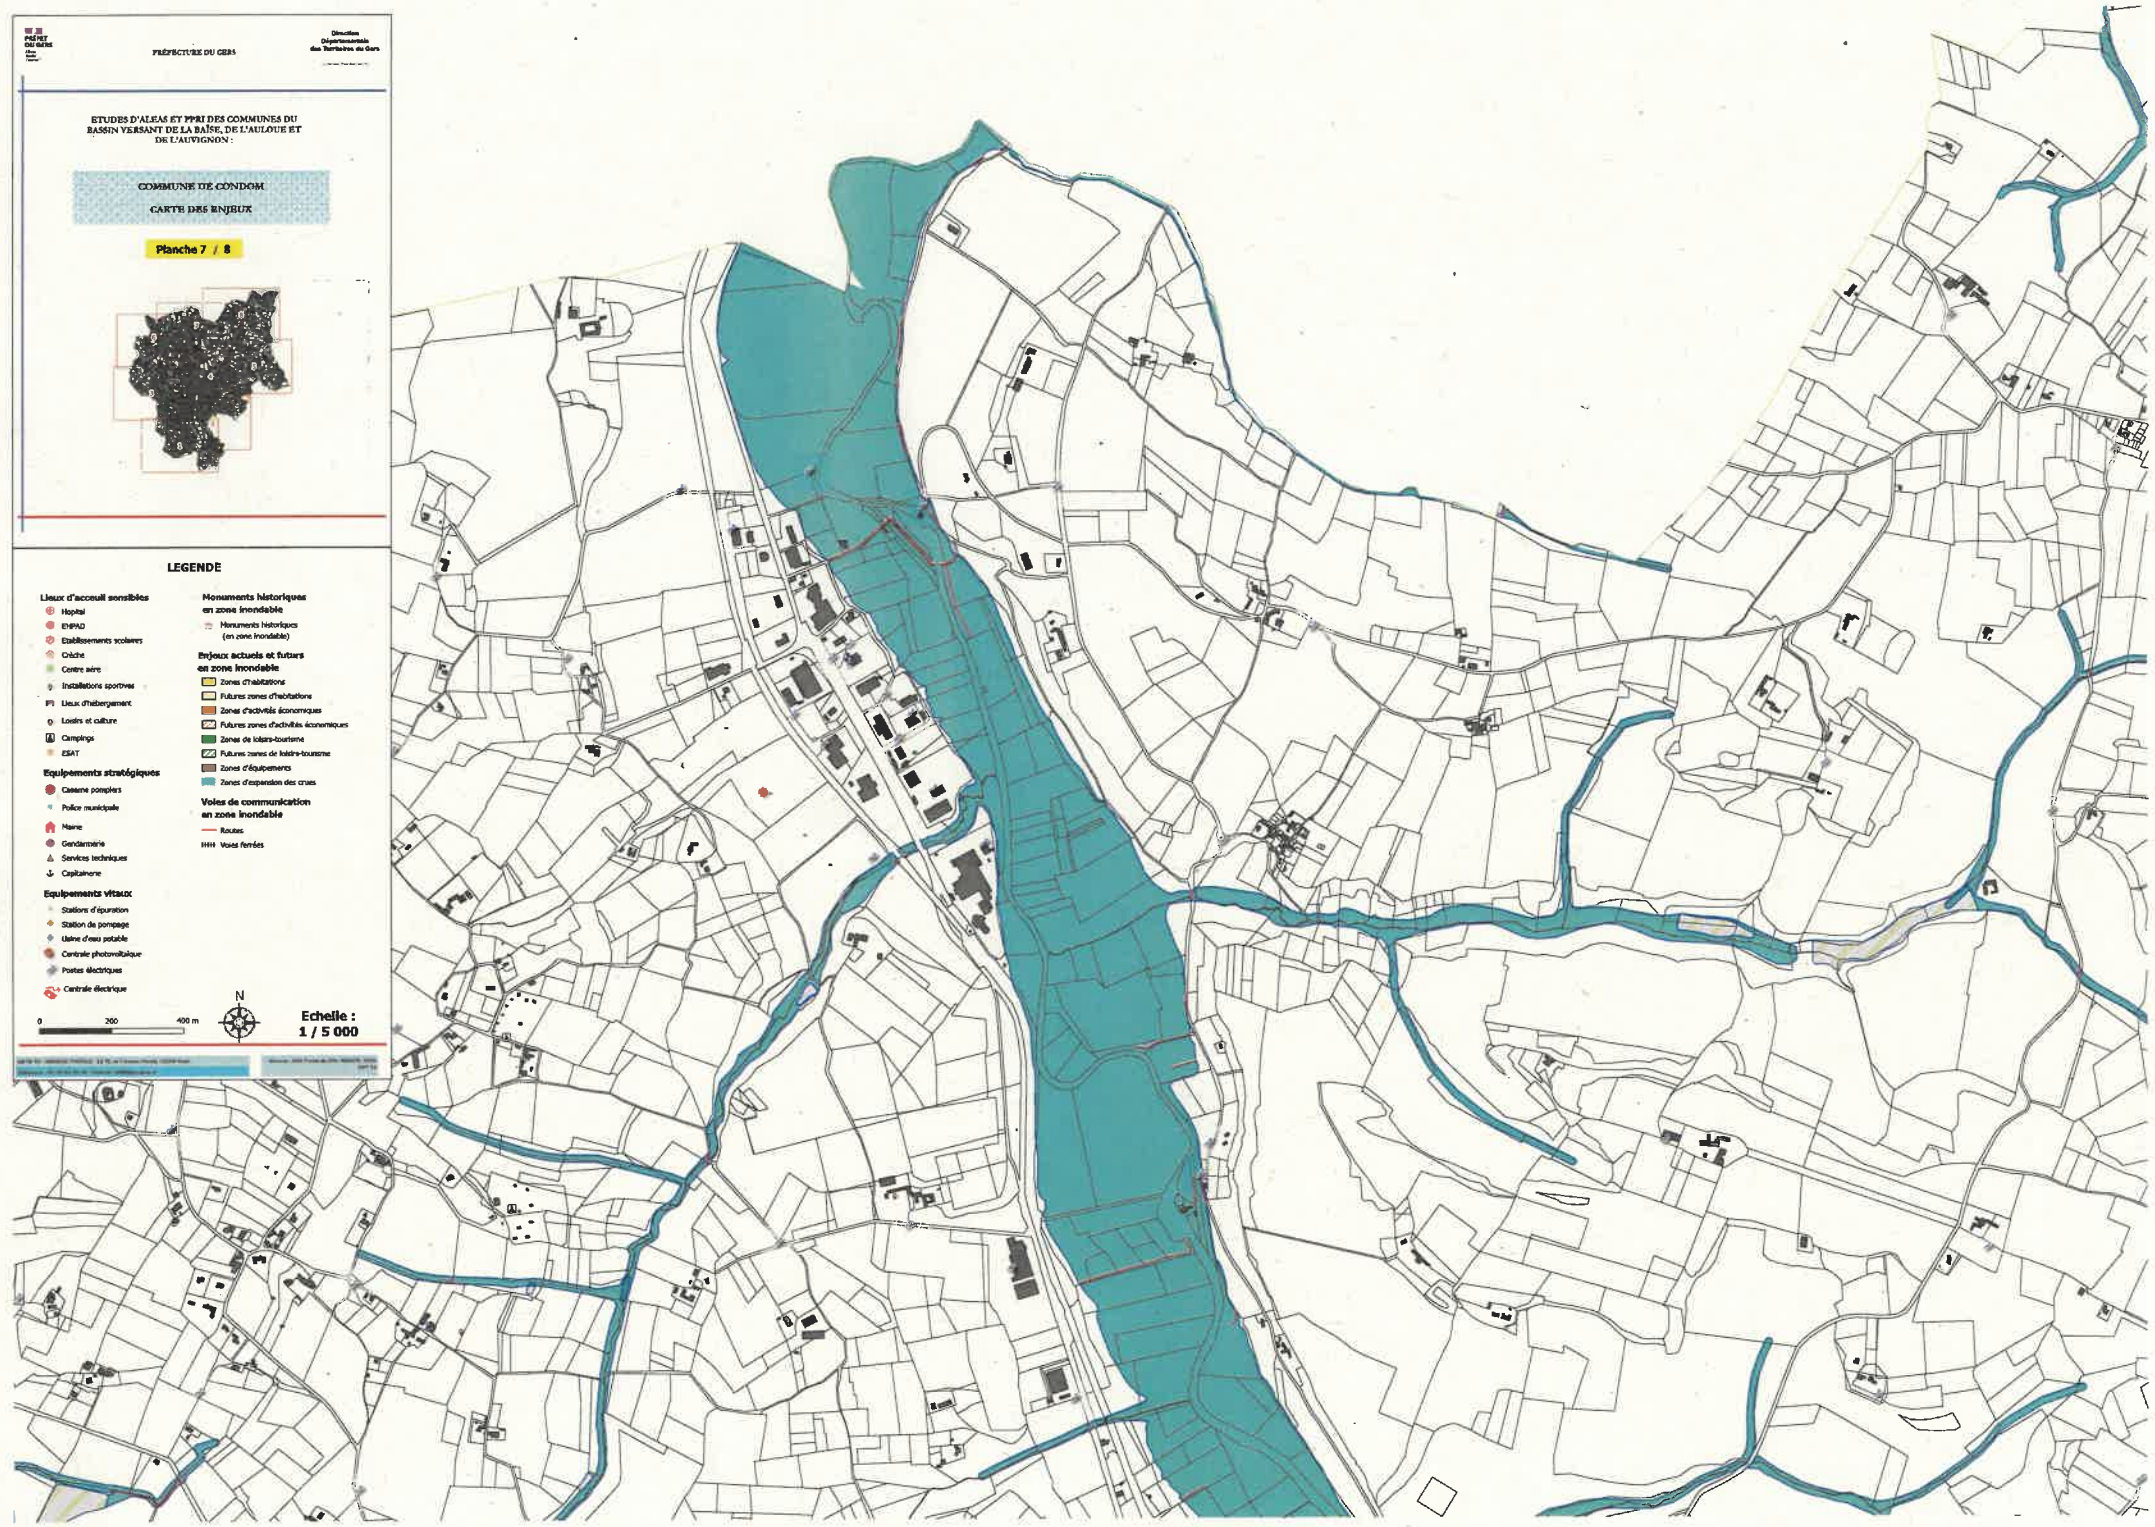 PRÉFET
DU GERS
PRÉFECTURE DU GERS
Direction
Départementale
des Territoires du Gers
ETUDES D'ALEAS ET PPRI DES COMMUNES DU
BASSIN VERSANT DE LA BAÏSE, DE L'AULOUE ET
DE L'AUVIGNON :
COMMUNE DE CONDOM
CARTE DES ENJEUX
Planche 7 / 8
LEGENDE
Lieux d'acceuil sensibles
Hopital
EHPAD
Etablissements scolaires
Crèche
Centre aéré
Installations sportives
Lieux d'hébergement
Loisirs et culture
Campings
ESAT
Equipements stratégiques
Caserne pompiers
Police municipale
Mairie
Gendarmerie
Services techniques
Capitainerie
Equipements vitaux
Stations d'épuration
Station de pompage
Usine d'eau potable
Centrale photovoltaïque
Postes électriques
Centrale électrique
Monuments historiques
en zone inondable
Monuments historiques
(en zone inondable)
Enjeux actuels et futurs
en zone inondable
Zones d'habitations
Futures zones d'habitations
Zones d'activités économiques
Futures zones d'activités économiques
Zones de loisirs-tourisme
Futures zones de loisirs-tourisme
Zones d'équipements
Zones d'expansion des crues
Voies de communication
en zone inondable
Routes
Voies ferrées
0 200 400 m
N
Echelle :
1 / 5 000